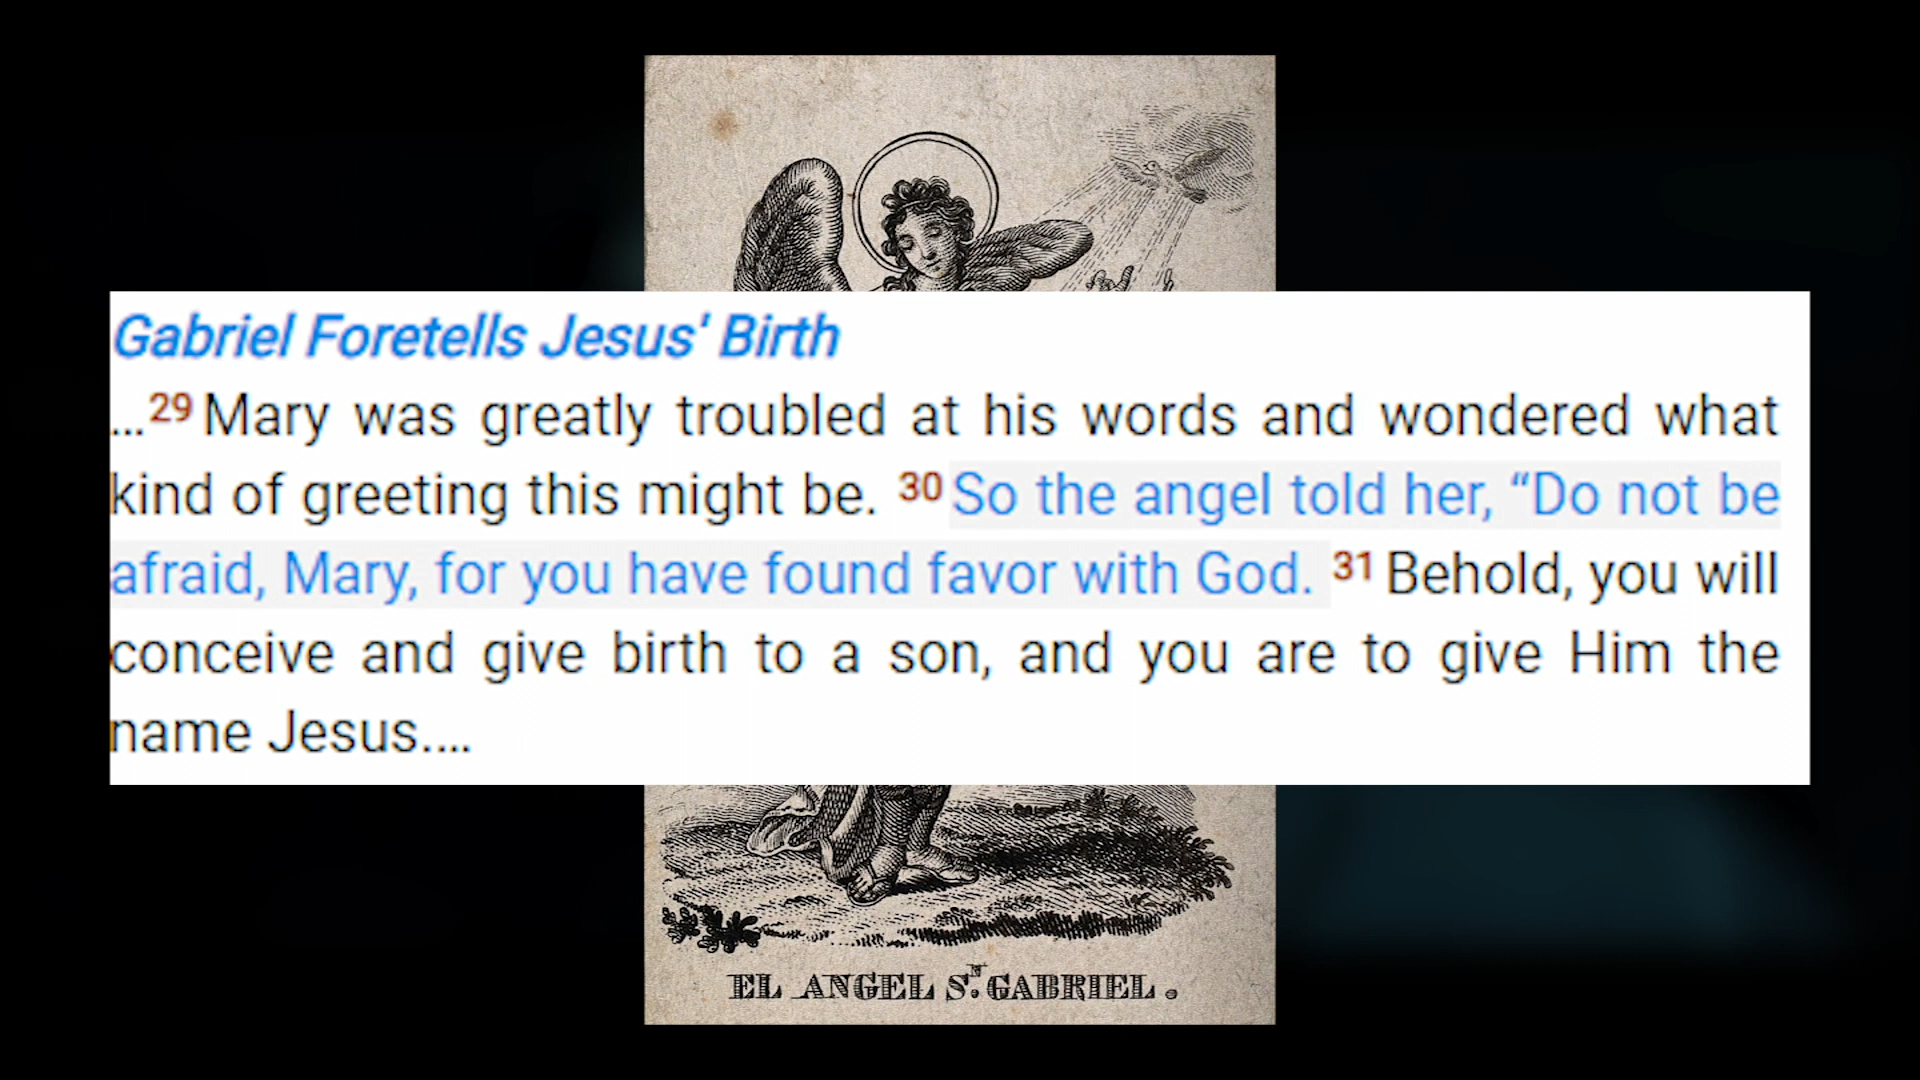 Gabriel Foretells Jesus' Birth
...29 Mary was greatly troubled at his words and wondered what
kind of greeting this might be. 30 So the angel told her, “Do not be
afraid, Mary, for you have found favor with God. 31 Behold, you will
conceive and give birth to a son, and you are to give Him the
name Jesus....
EL ANGEL S.N GABRIEL.